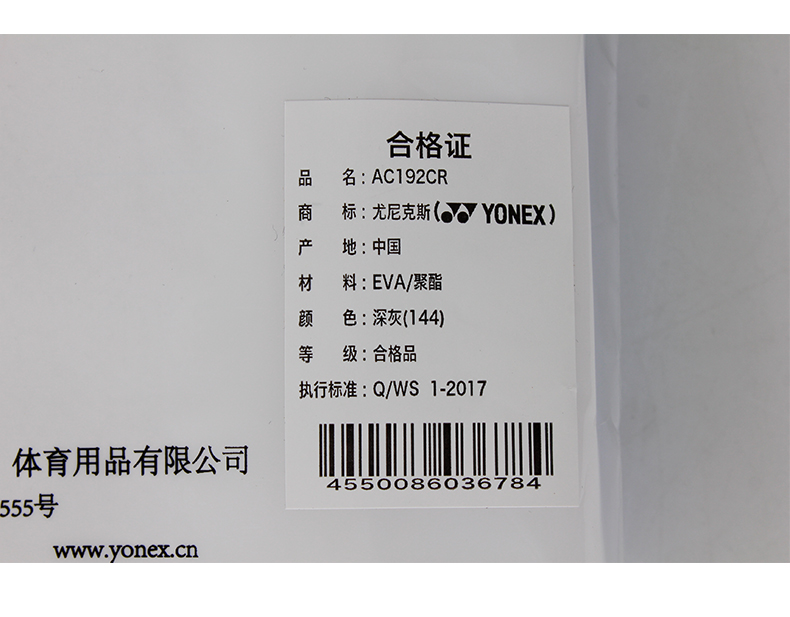 合格证
品 名：AC192CR
商 标：尤尼克斯(YONEX)
产 地：中国
材 料：EVA/聚酯
颜 色：深灰(144)
等 级：合格品
执行标准：Q/WS 1-2017
4550086036784
体育用品有限公司
555号
www.yonex.cn